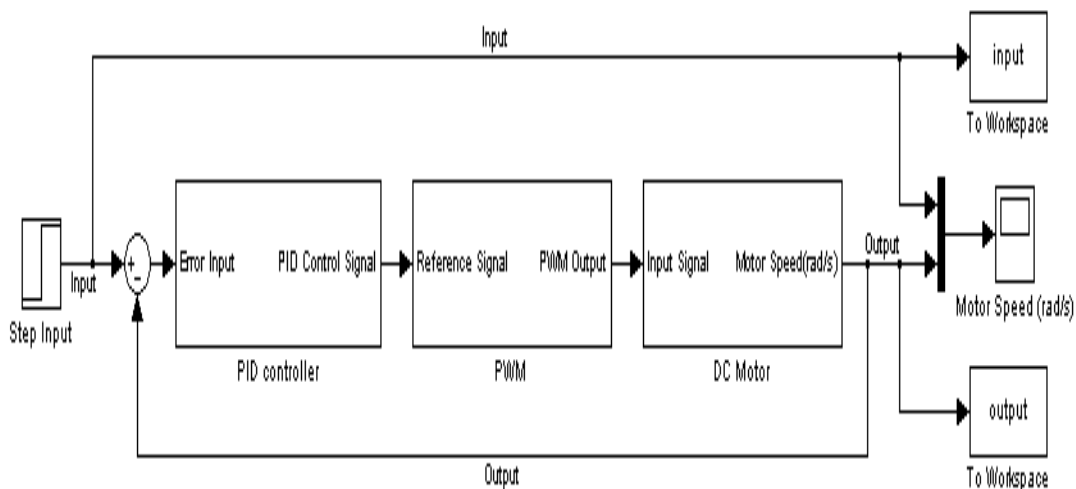 Input
input
To Workspace
Step Input
Input
+
−
Error Input
PID Control Signal
PID controller
Reference Signal
PWM Output
PWM
Input Signal
Motor Speed(rad/s)
DC Motor
Output
Motor Speed (rad/s)
output
To Workspace
Output